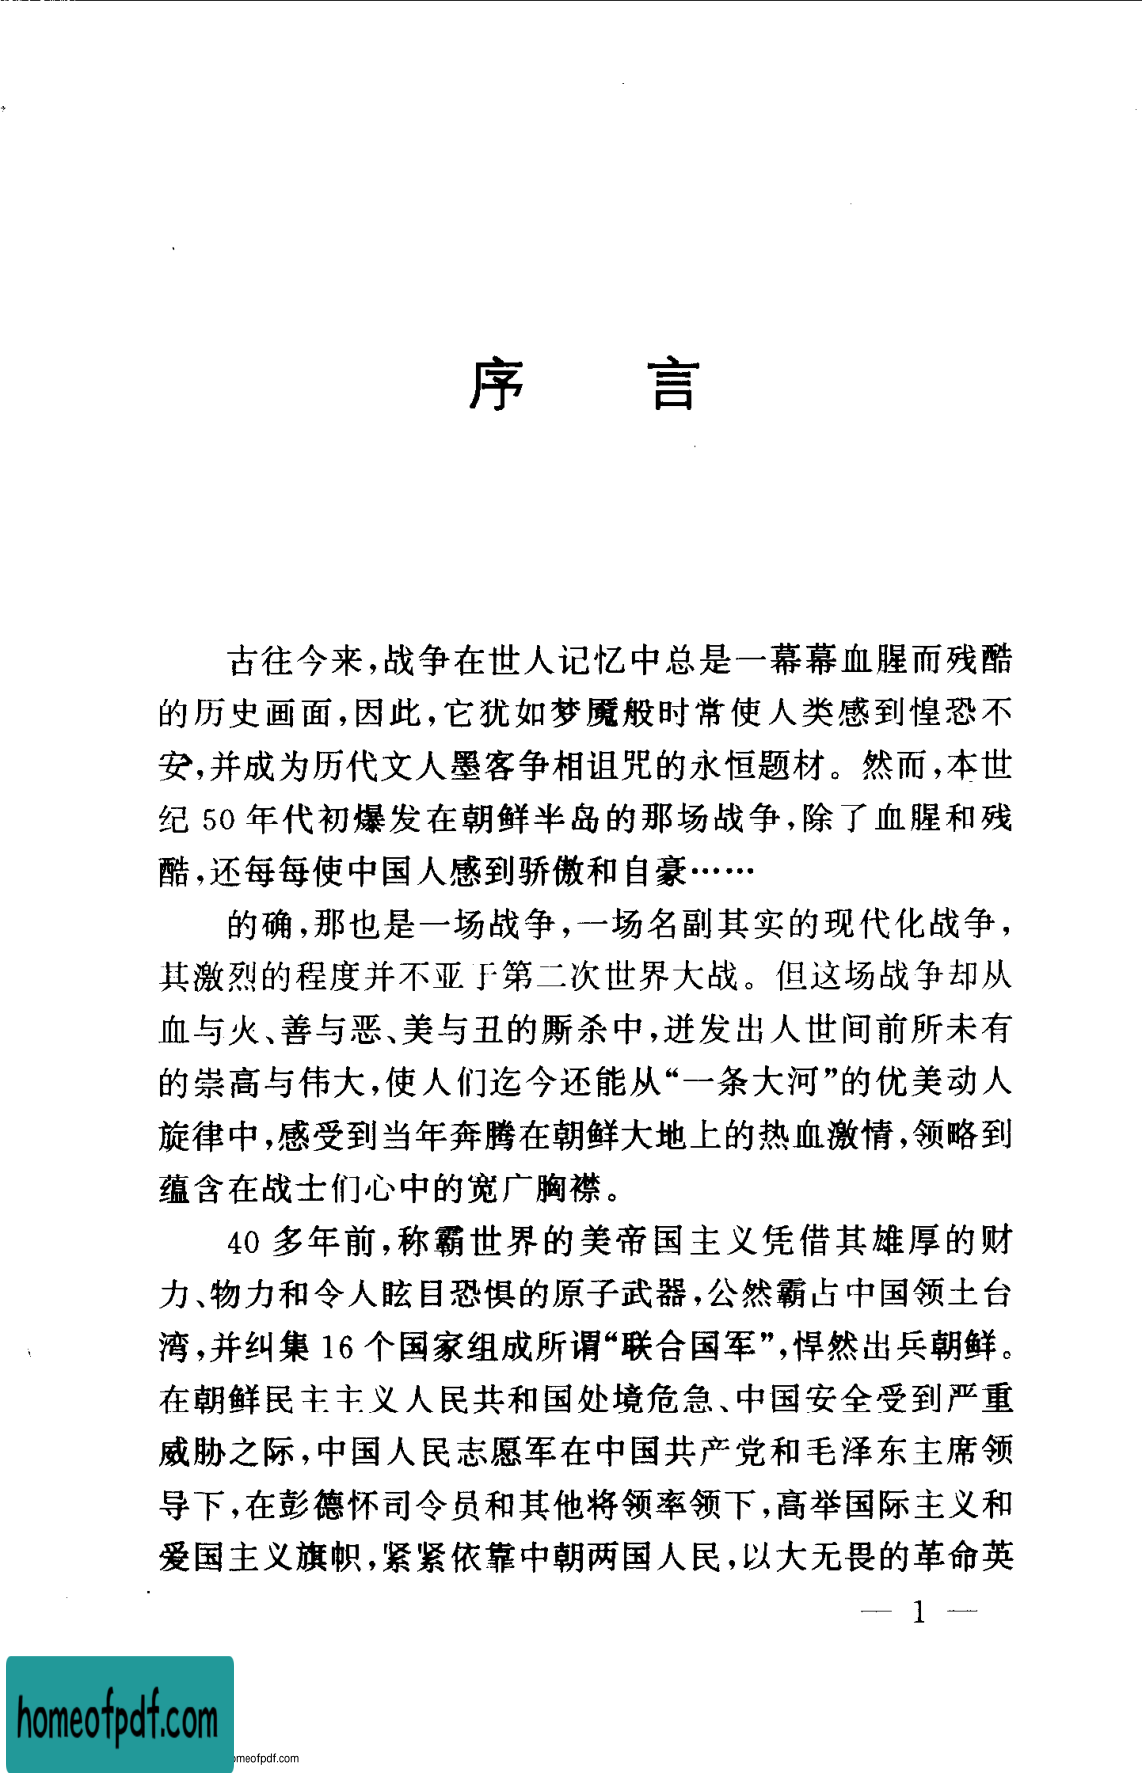 序 言
古往今来,战争在世人记忆中总是一幕幕血腥而残酷
的历史画面,因此,它犹如梦魇般时常使人类感到惶恐不
安,并成为历代文人墨客争相诅咒的永恒题材。然而,本世
纪 50 年代初爆发在朝鲜半岛的那场战争,除了血腥和残
酷,还每每使中国人感到骄傲和自豪……
的确,那也是一场战争,一场名副其实的现代化战争,
其激烈的程度并不亚于第二次世界大战。但这场战争却从
血与火、善与恶、美与丑的厮杀中,迸发出人世间前所未有
的崇高与伟大,使人们迄今还能从“一条大河”的优美动人
旋律中,感受到当年奔腾在朝鲜大地上的热血激情,领略到
蕴含在战士们心中的宽广胸襟。
40 多年前,称霸世界的美帝国主义凭借其雄厚的财
力、物力和令人眩目恐惧的原子武器,公然霸占中国领土台
湾,并纠集 16 个国家组成所谓“联合国军”,悍然出兵朝鲜。
在朝鲜民主主义人民共和国处境危急、中国安全受到严重
威胁之际,中国人民志愿军在中国共产党和毛泽东主席领
导下,在彭德怀司令员和其他将领率领下,高举国际主义和
爱国主义旗帜,紧紧依靠中朝两国人民,以大无畏的革命英
— 1 —
homeofpdf.com
omeofpdf.com